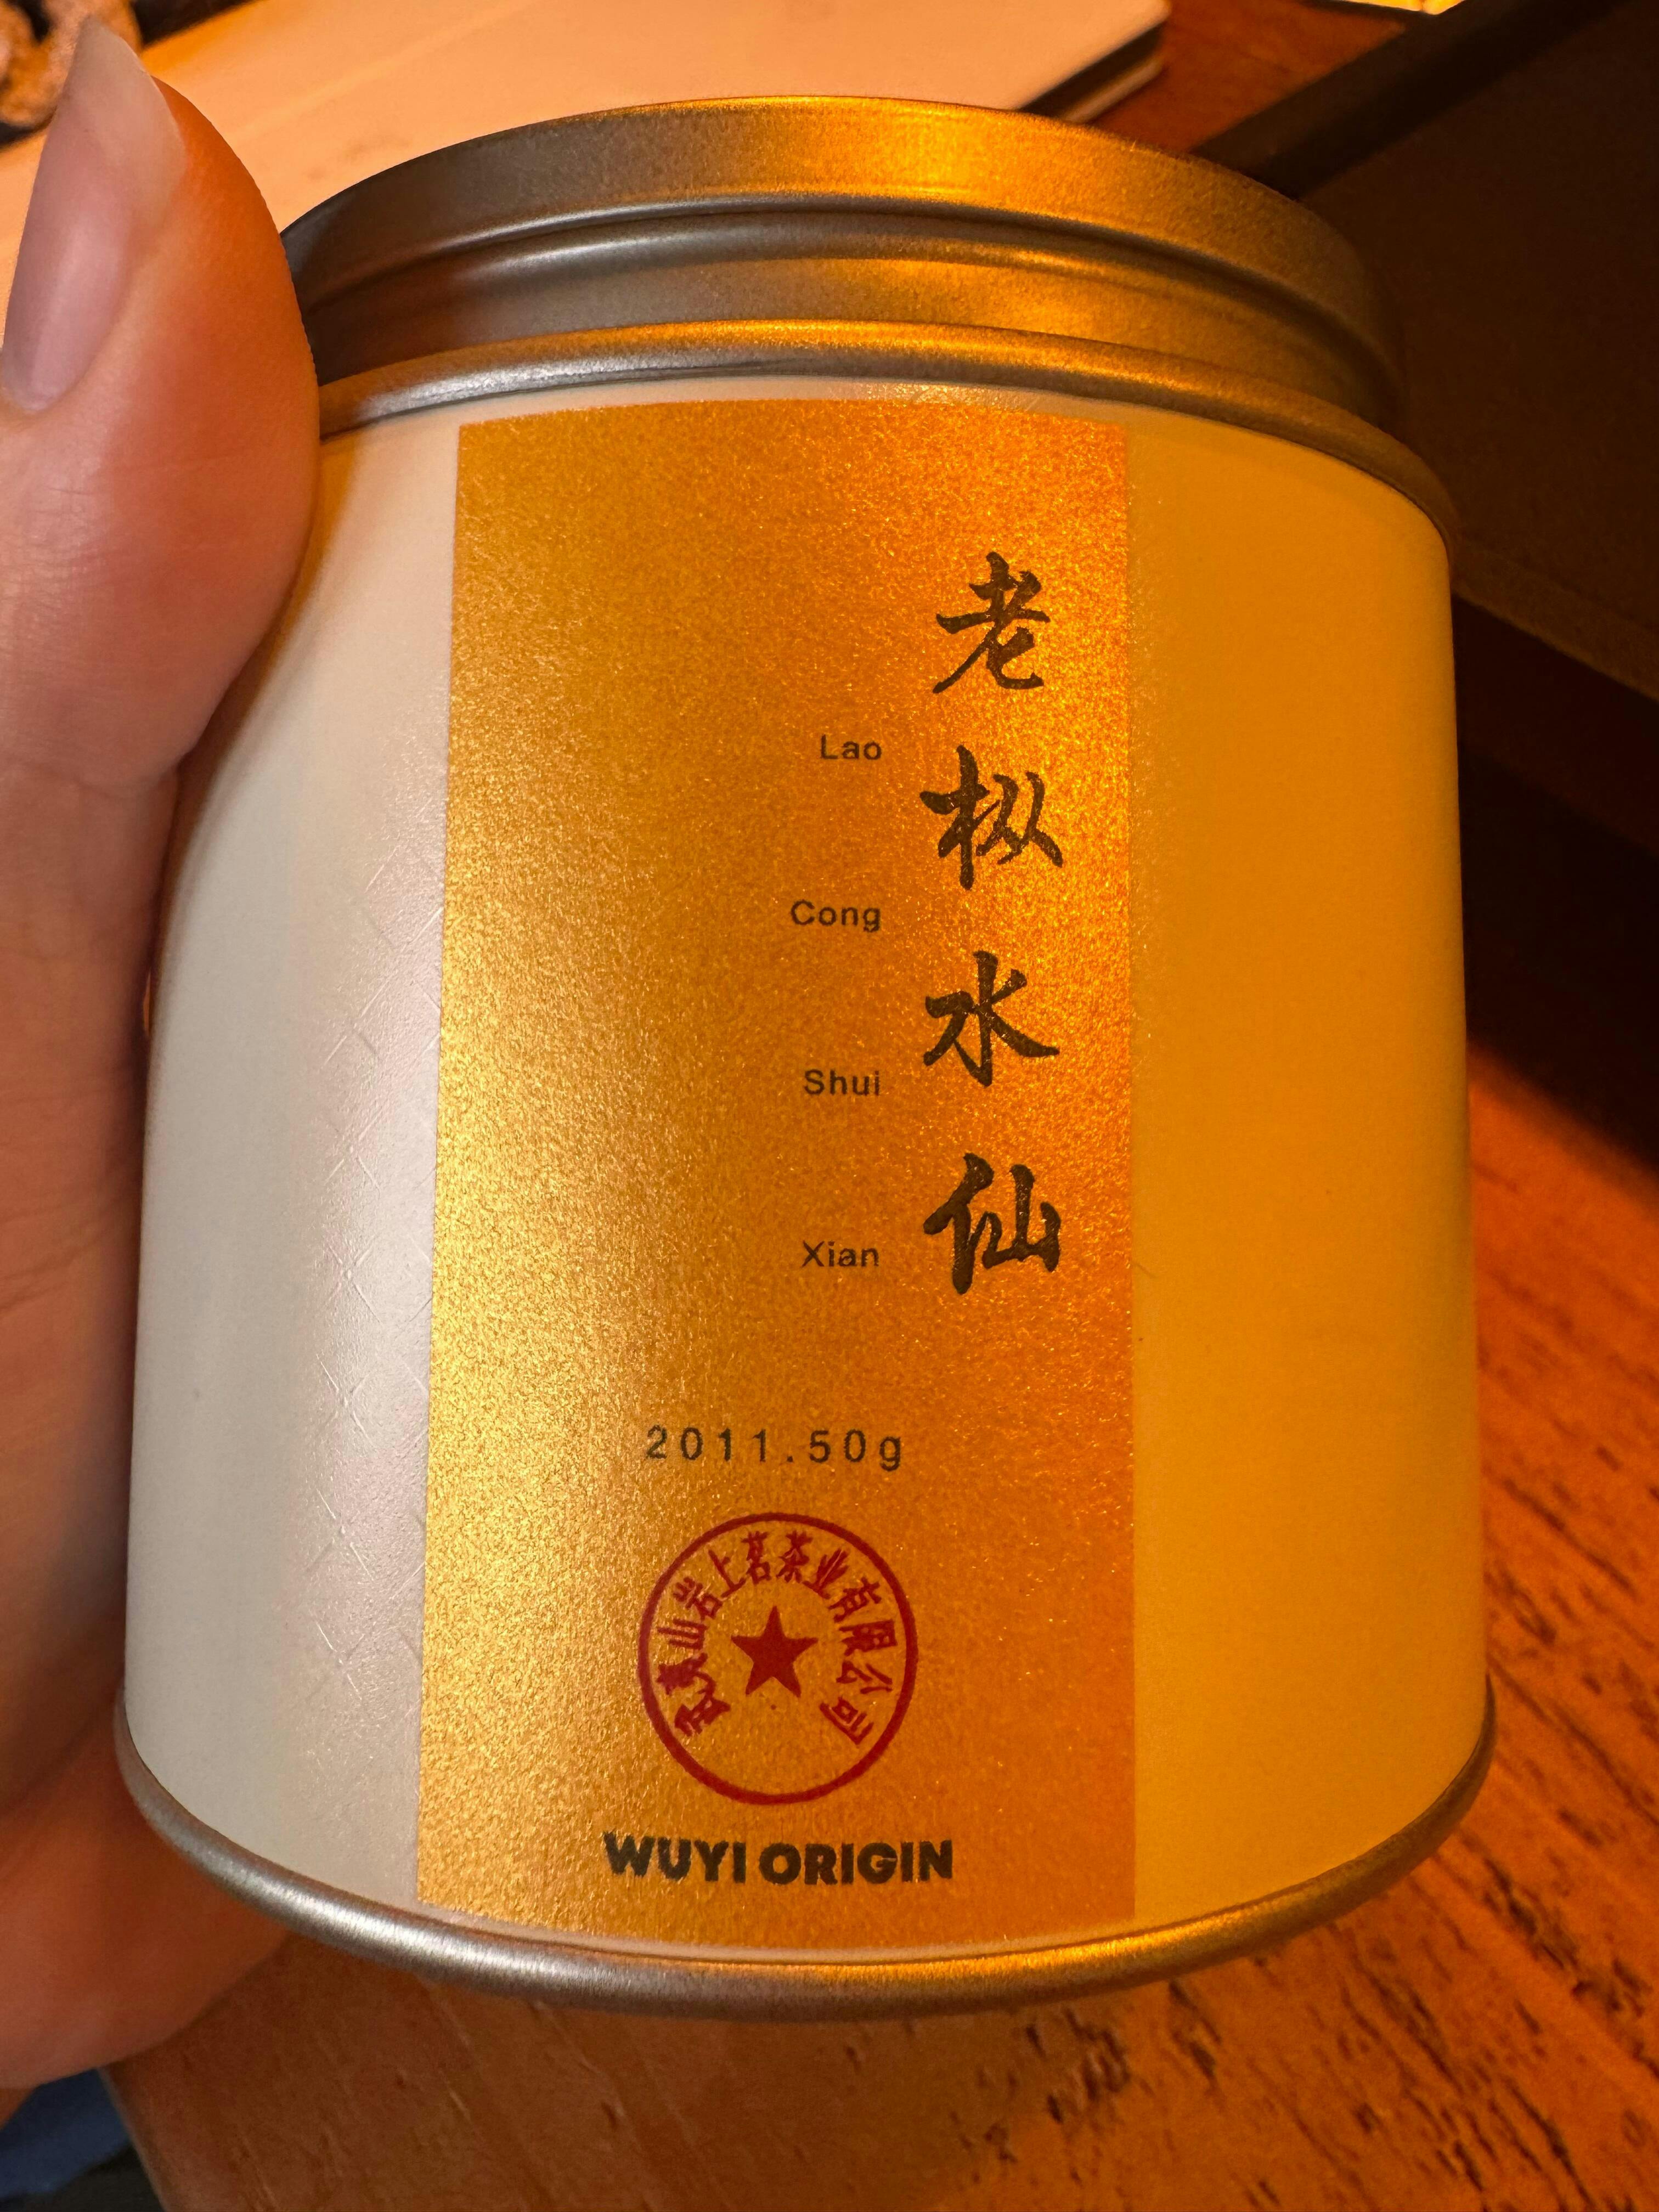 老枞水仙
Lao
Cong
Shui
Xian
2011.50g
武夷山岩上茗茶业有限公司
WUYI ORIGIN